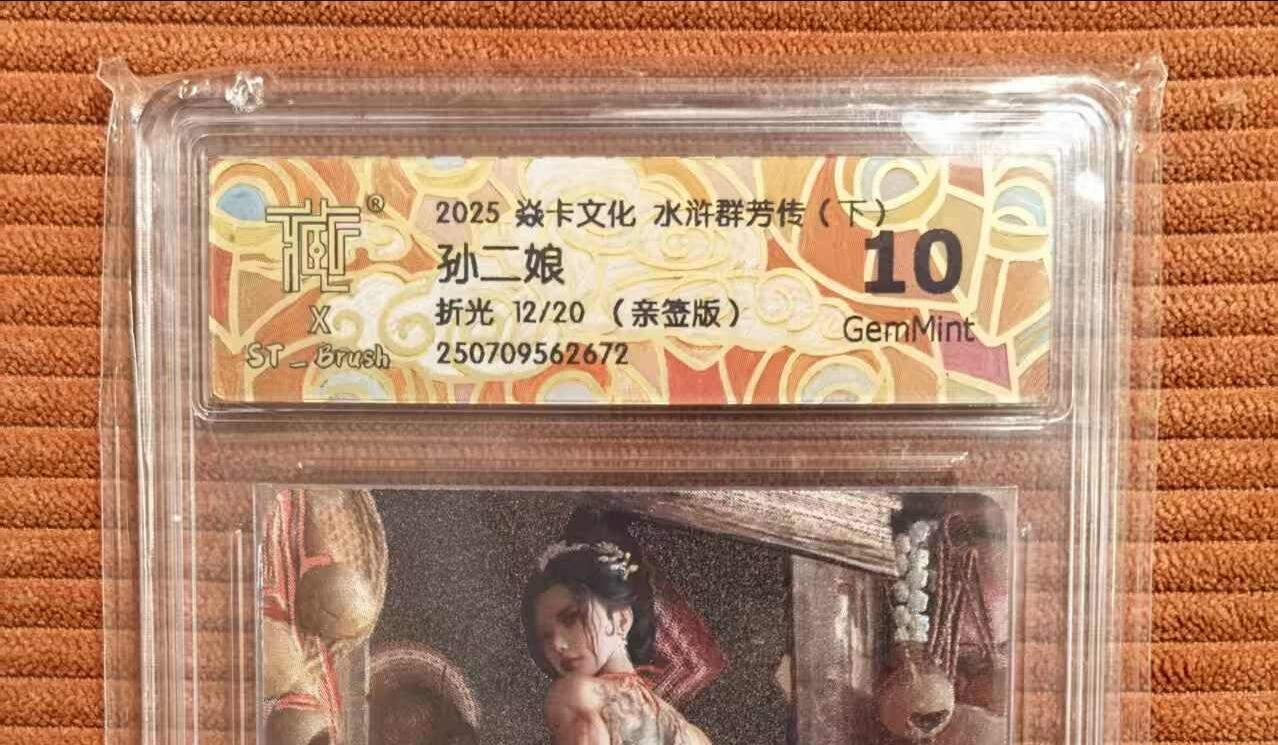 藏®
X
ST_Brush
2025 焱卡文化 水浒群芳传（下）
孙二娘
折光 12/20 （亲签版）
250709562672
10
GemMint